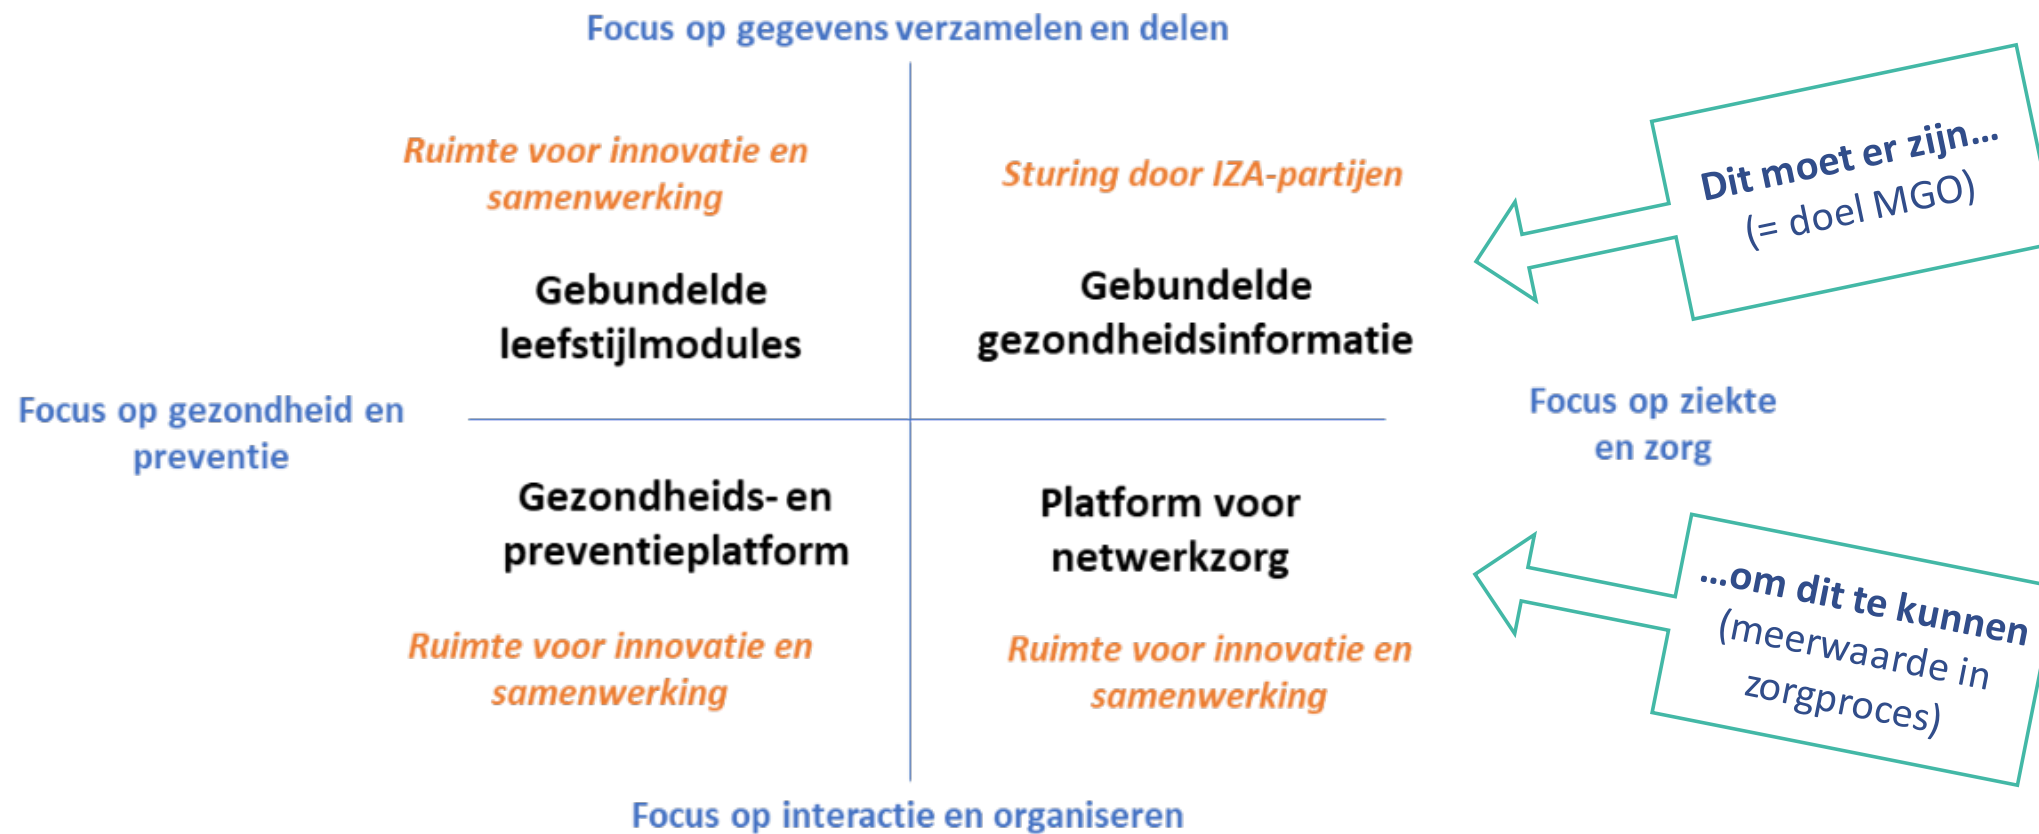 Focus op gegevens verzamelen en delen
Ruimte voor innovatie en
samenwerking
Sturing door IZA-partijen
Gebundelde
leefstijlmodules
Gebundelde
gezondheidsinformatie
Dit moet er zijn...
(= doel MGO)
Focus op gezondheid en
preventie
Focus op ziekte
en zorg
Gezondheids- en
preventieplatform
Platform voor
netwerkzorg
...om dit te kunnen
(meerwaarde in
zorgproces)
Ruimte voor innovatie en
samenwerking
Ruimte voor innovatie en
samenwerking
Focus op interactie en organiseren